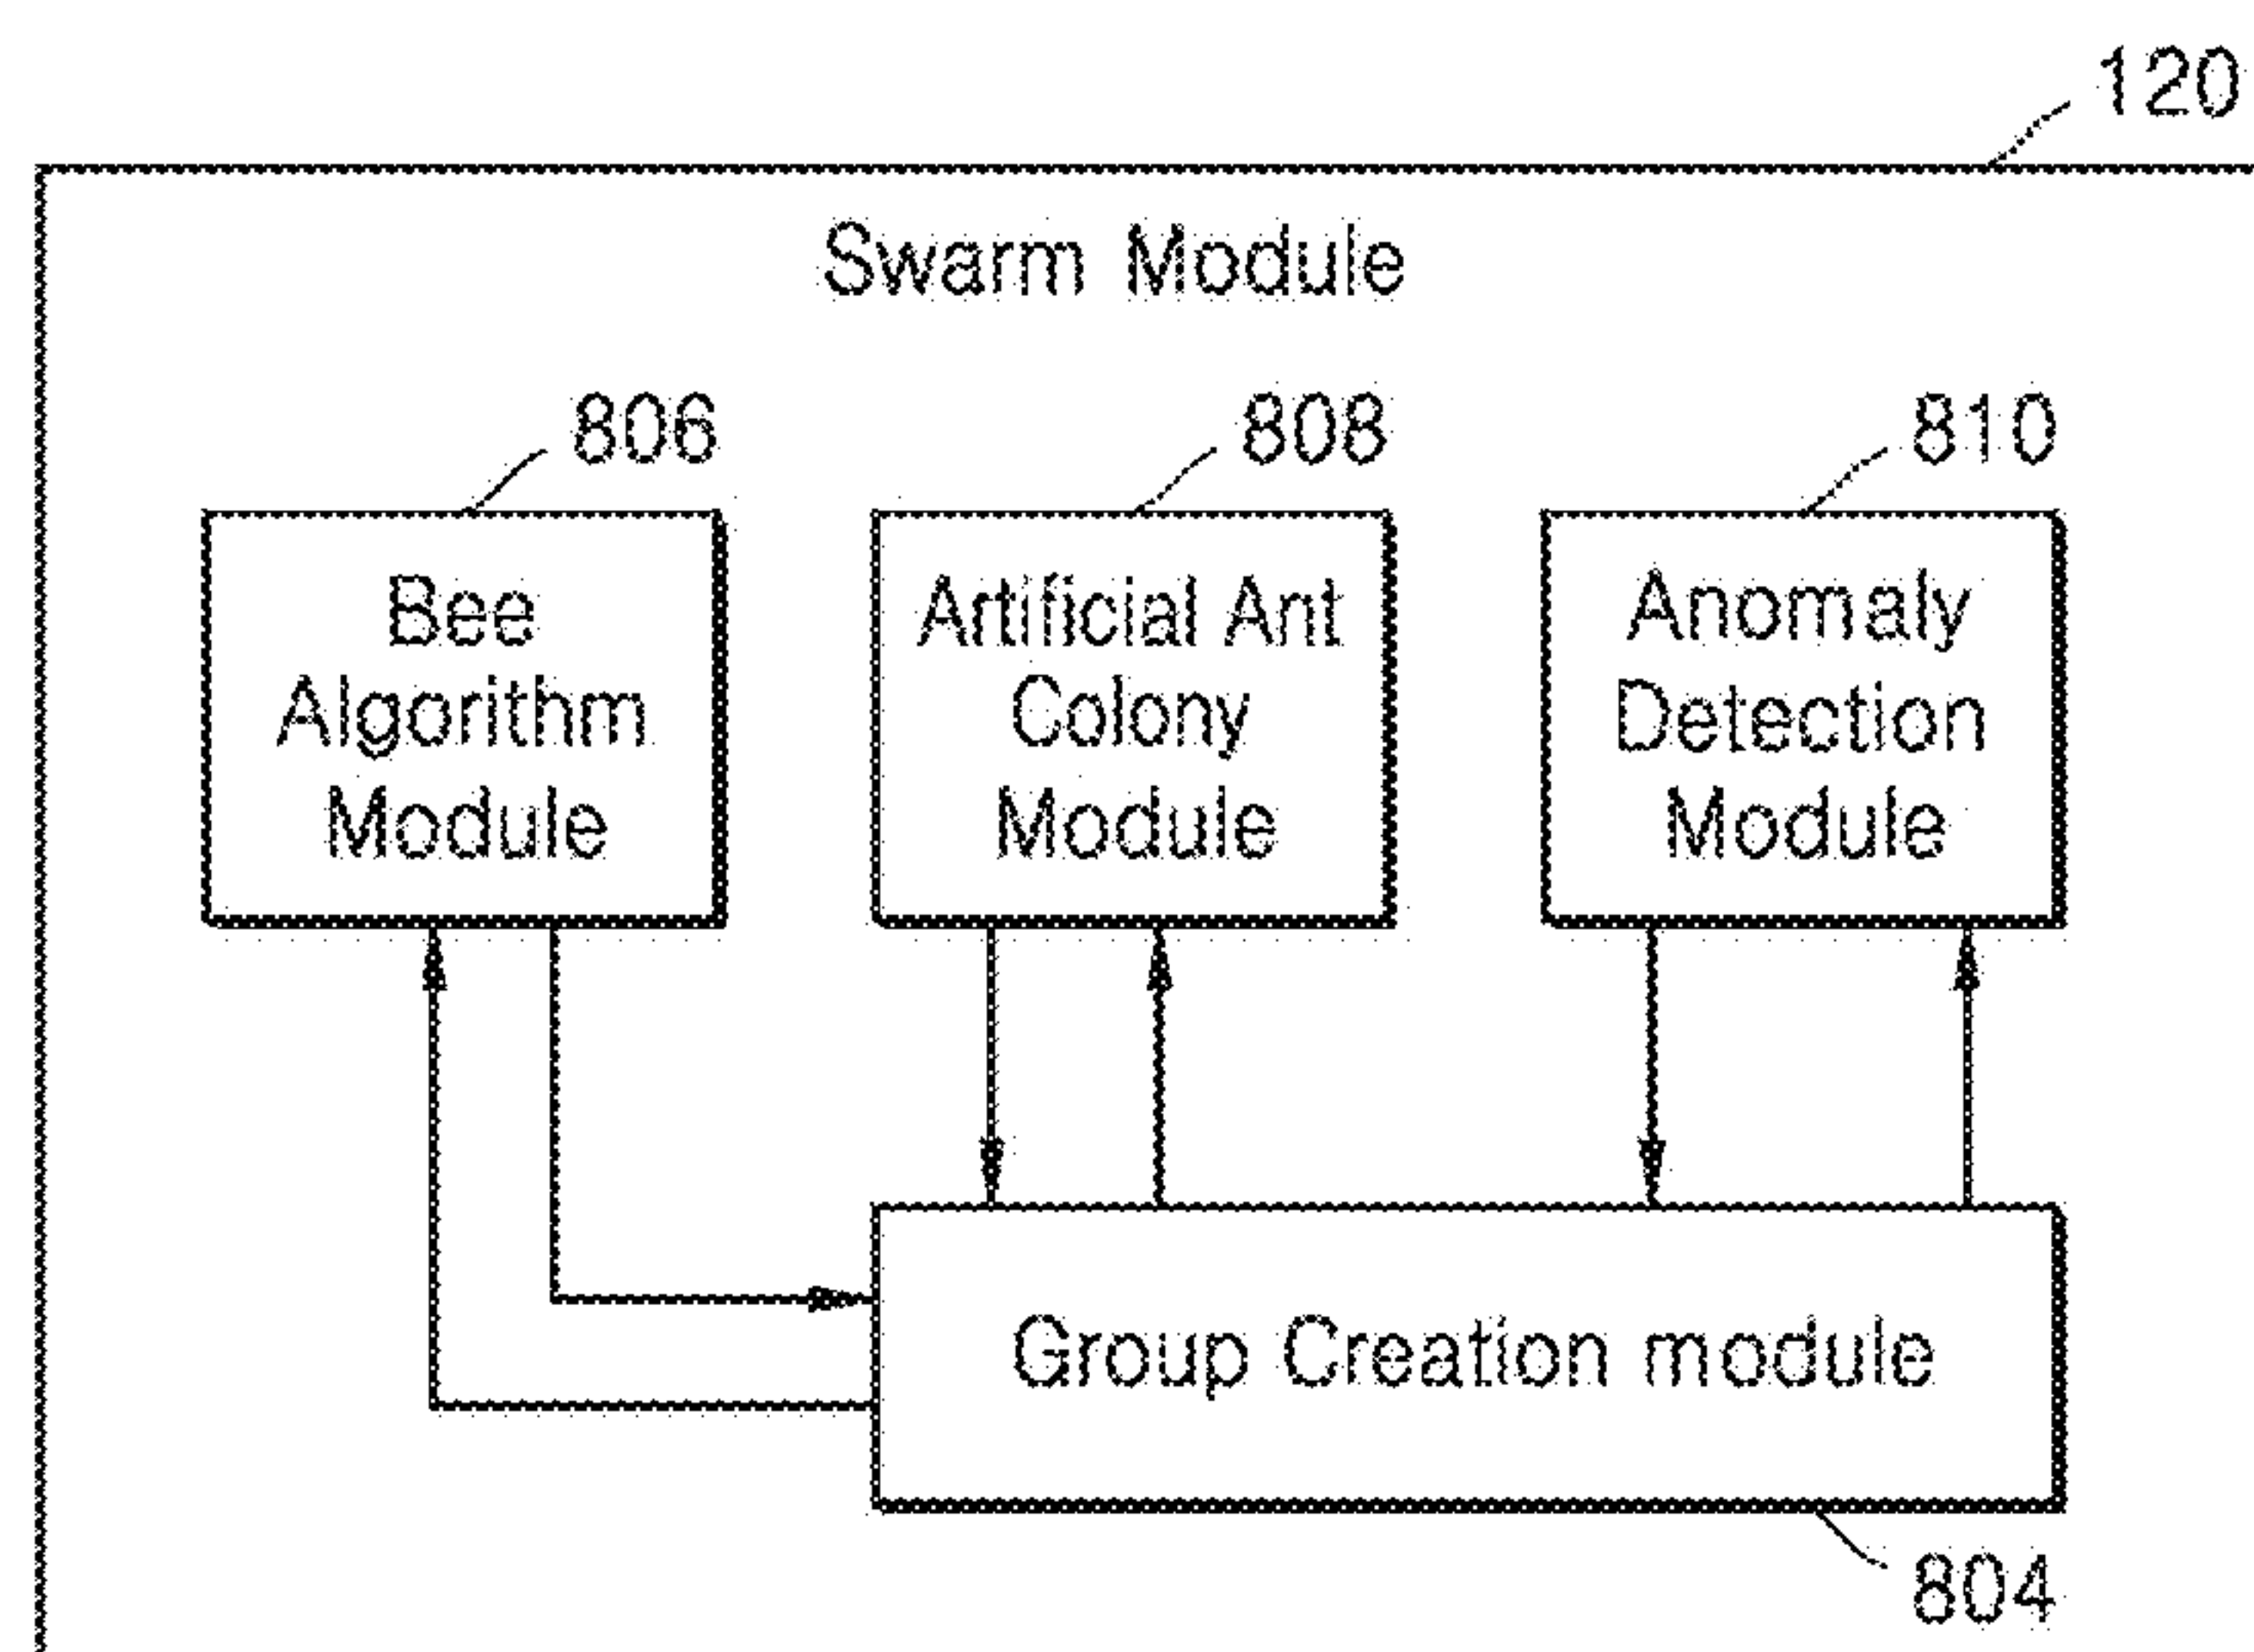 120
Swarm Module
806
808
810
Bee
Algorithm
Module
Artificial Ant
Colony
Module
Anomaly
Detection
Module
Group Creation module
804